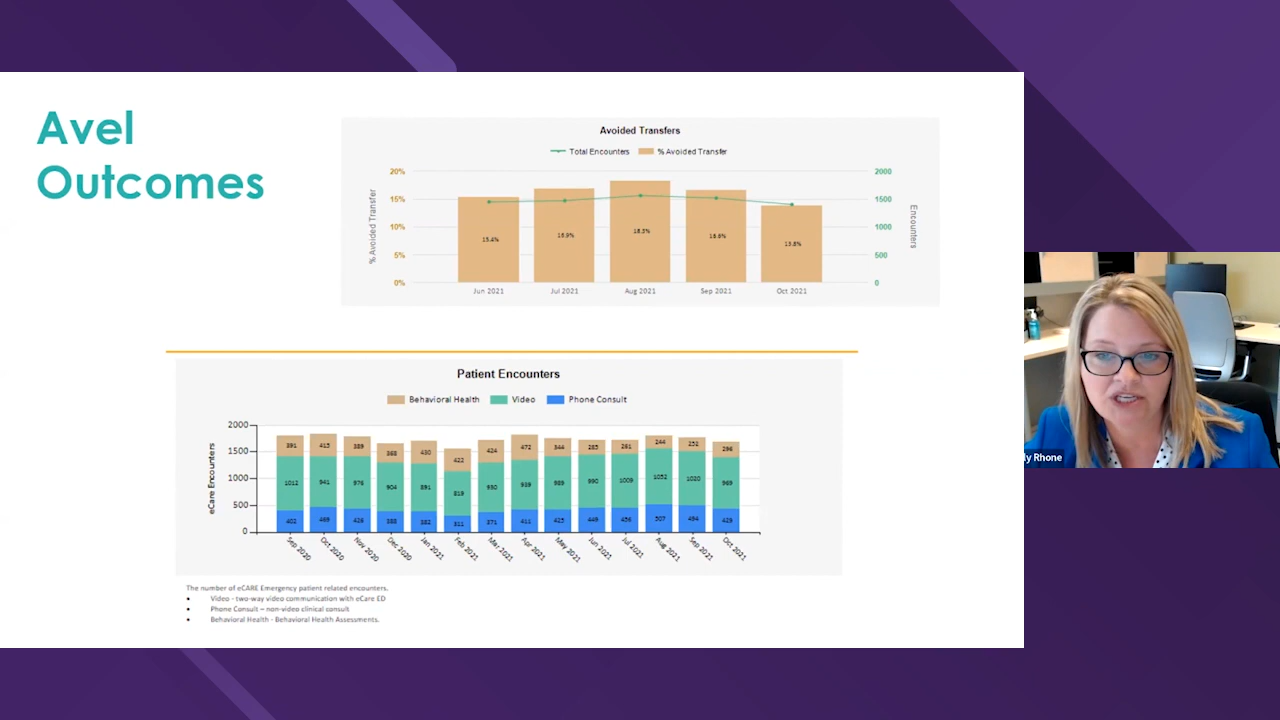 Avel
Outcomes
Avoided Transfers
Total Encounters % Avoided Transfer
% Avoided Transfer
Encounters
20% 2000
15% 1500
10% 1000
5% 500
0% 0
15.4% 18.3% 16.6% 13.8%
Jun 2021 Jul 2021 Aug 2021 Sep 2021 Oct 2021
Patient Encounters
Behavioral Health Video Phone Consult
eCare Encounters
2000
1500
1000
500
0
391 415 389 368 430 422 424 472 344 285 261 244 252 296
1012 941 976 904 891 819 930 939 989 990 1009 1052 969
402 469 426 388 382 311 371 411 425 449 456 507 494 429
Sep 2020 Oct 2020 Nov 2020 Dec 2020 Jan 2021 Feb 2021 Mar 2021 Apr 2021 May 2021 Jun 2021 Jul 2021 Aug 2021 Sep 2021 Oct 2021
The number of eCARE Emergency patient related encounters.
• Video - two-way video communication with eCare ED
• Phone Consult – non-video clinical consult
• Behavioral Health - Behavioral Health Assessments.
ly Rhone